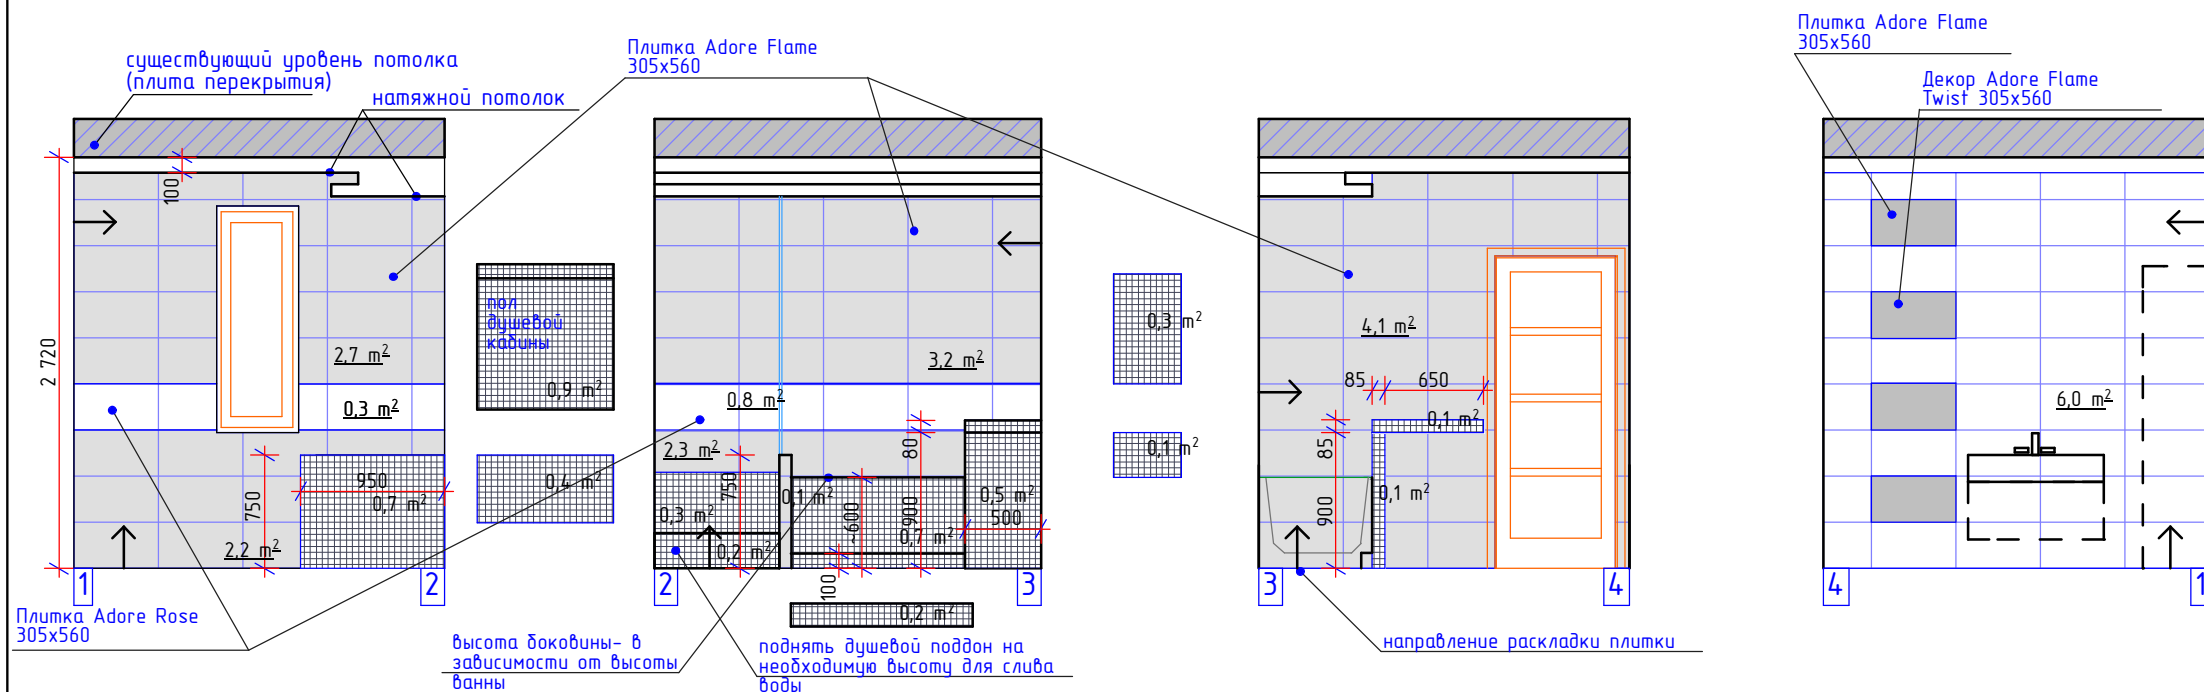 Плитка Adore Flame
305x560
Декор Adore Flame
Twist 305x560
Плитка Adore Flame
305x560
существующий уровень потолка
(плита перекрытия)
натяжной потолок
100
2 720
2,7 m²
0,3 m²
750
950
0,7 m²
2,2 m²
1
2
пол
душевой
кабины
0,9 m²
0,4 m²
3,2 m²
0,8 m²
2,3 m²
80
750
0,1 m²
~600
~900
0,5 m²
500
0,3 m²
0,2 m²
0,7 m²
100
0,2 m²
2
3
0,3 m²
0,1 m²
4,1 m²
85
650
0,1 m²
85
900
0,1 m²
3
4
6,0 m²
4
1
Плитка Adore Rose
305x560
высота боковины- в
зависимости от высоты
ванны
поднять душевой поддон на
необходимую высоту для слива
воды
направление раскладки плитки